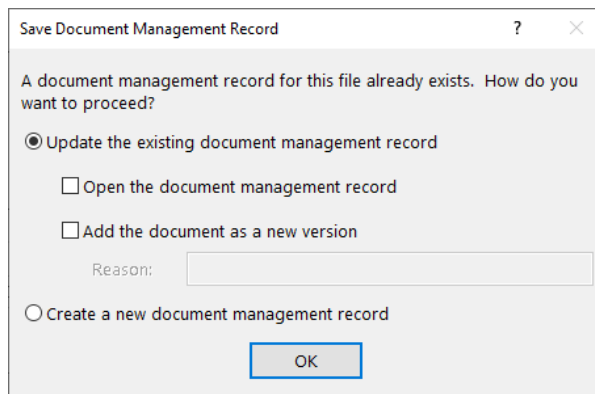 Save Document Management Record ?
A document management record for this file already exists.  How do you
want to proceed?
Update the existing document management record
Open the document management record
Add the document as a new version
Reason:
Create a new document management record
OK